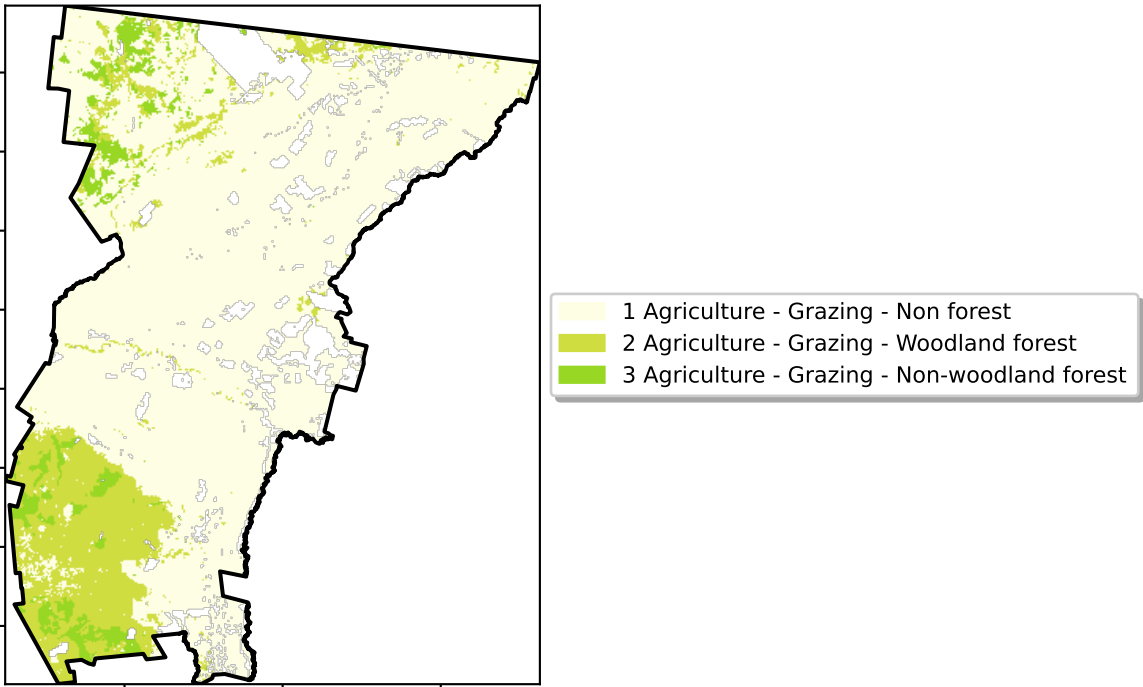 1 Agriculture - Grazing - Non forest
2 Agriculture - Grazing - Woodland forest
3 Agriculture - Grazing - Non-woodland forest